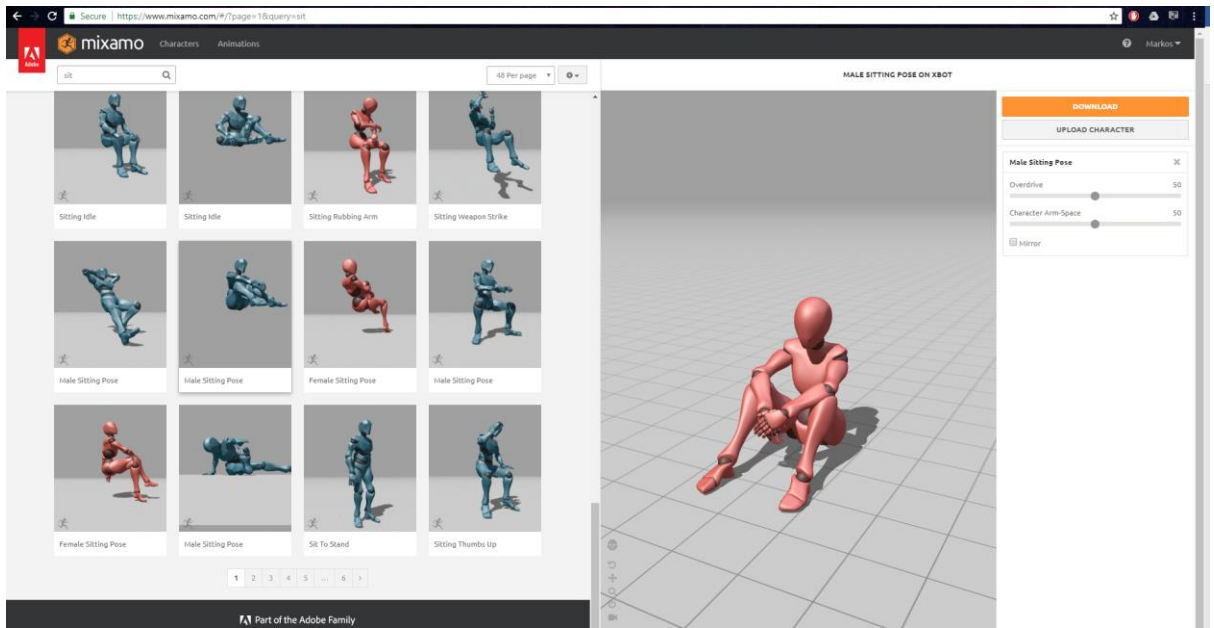 Secure | https://www.mixamo.com/#/?page=1&query=sit
Adobe
mixamo Characters Animations Markos
sit 48 Per page
MALE SITTING POSE ON XBOT
Sitting Idle Sitting Idle Sitting Rubbing Arm Sitting Weapon Strike
Male Sitting Pose Male Sitting Pose Female Sitting Pose Male Sitting Pose
Female Sitting Pose Male Sitting Pose Sit To Stand Sitting Thumbs Up
1 2 3 4 5 ... 6 >
Part of the Adobe Family
DOWNLOAD
UPLOAD CHARACTER
Male Sitting Pose
Overdrive 50
Character Arm-Space 50
Mirror